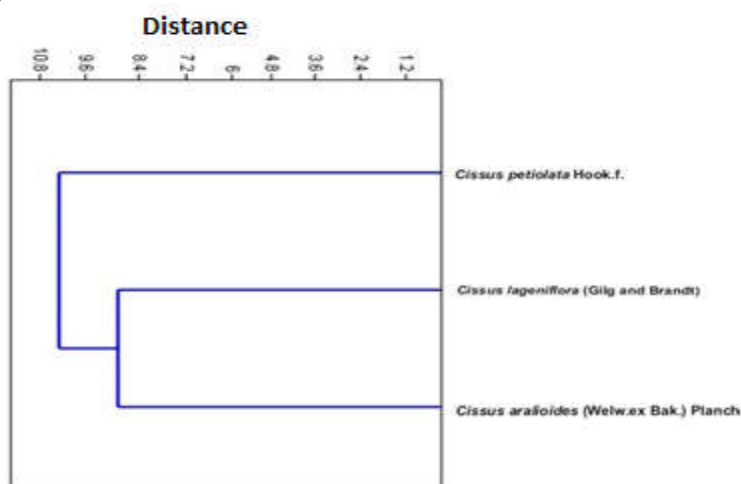 Distance
10.8 9.6 8.4 7.2 6 4.8 3.6 2.4 1.2
Cissus petiolata Hook.f.
Cissus lageniflora (Gilg and Brandt)
Cissus aralioides (Welw.ex Bak.) Planch